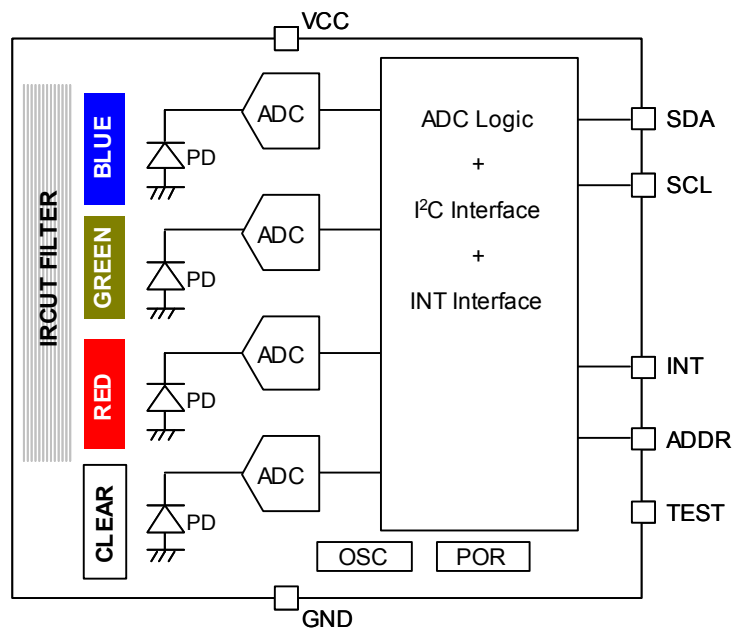 VCC
IRCUT FILTER
BLUE
PD
ADC
GREEN
PD
ADC
RED
PD
ADC
CLEAR
PD
ADC
ADC Logic
+
I²C Interface
+
INT Interface
SDA
SCL
INT
ADDR
TEST
OSC
POR
GND